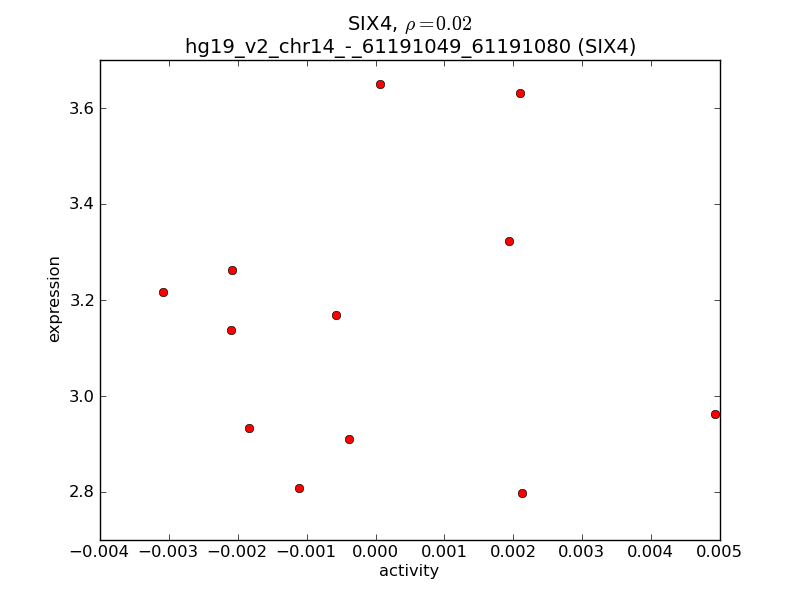 SIX4, ρ=0.02
hg19_v2_chr14_-_61191049_61191080 (SIX4)
expression
3.6
3.4
3.2
3.0
2.8
−0.004 −0.003 −0.002 −0.001 0.000 0.001 0.002 0.003 0.004 0.005
activity